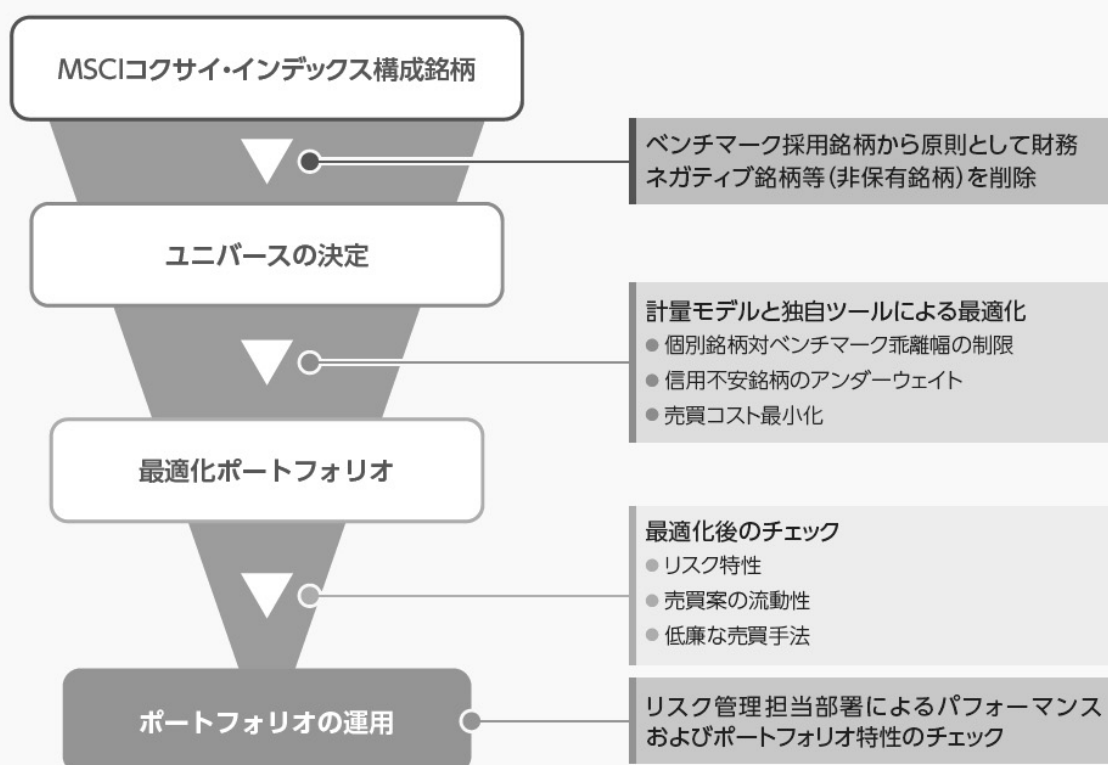 MSCIコクサイ・インデックス構成銘柄
ベンチマーク採用銘柄から原則として財務
ネガティブ銘柄等(非保有銘柄)を削除
ユニバースの決定
計量モデルと独自ツールによる最適化
● 個別銘柄対ベンチマーク乖離幅の制限
● 信用不安銘柄のアンダーウェイト
● 売買コスト最小化
最適化ポートフォリオ
最適化後のチェック
● リスク特性
● 売買案の流動性
● 低廉な売買手法
ポートフォリオの運用
リスク管理担当部署によるパフォーマンス
およびポートフォリオ特性のチェック